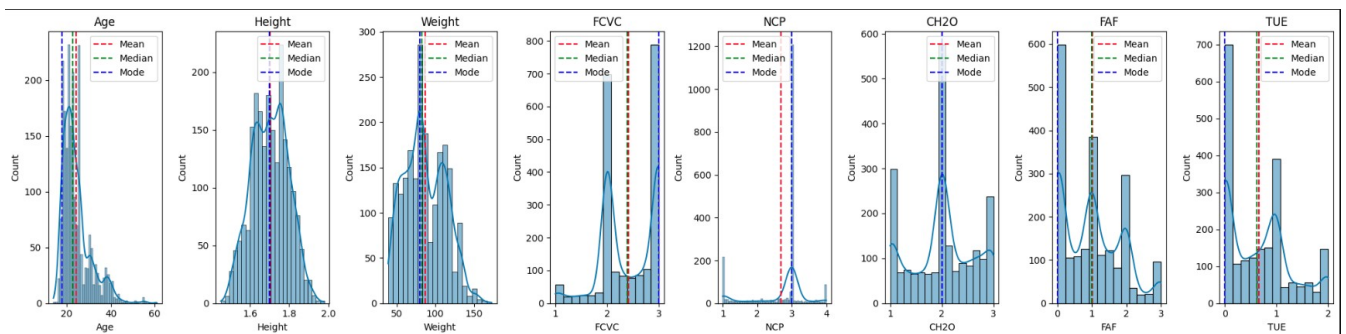 Age
Mean
Median
Mode
Count
200
150
100
50
0
20
40
60
Age
Height
Mean
Median
Mode
Count
200
150
100
50
0
1.6
1.8
2.0
Height
Weight
Mean
Median
Mode
Count
300
250
200
150
100
50
0
50
100
150
Weight
FCVC
Mean
Median
Mode
Count
800
700
600
500
400
300
200
100
0
1
2
3
FCVC
NCP
Mean
Median
Mode
Count
1200
1000
800
600
400
200
0
1
2
3
4
NCP
CH2O
Mean
Median
Mode
Count
600
500
400
300
200
100
0
1
2
3
CH2O
FAF
Mean
Median
Mode
Count
600
500
400
300
200
100
0
0
1
2
3
FAF
TUE
Mean
Median
Mode
Count
700
600
500
400
300
200
100
0
0
1
2
TUE